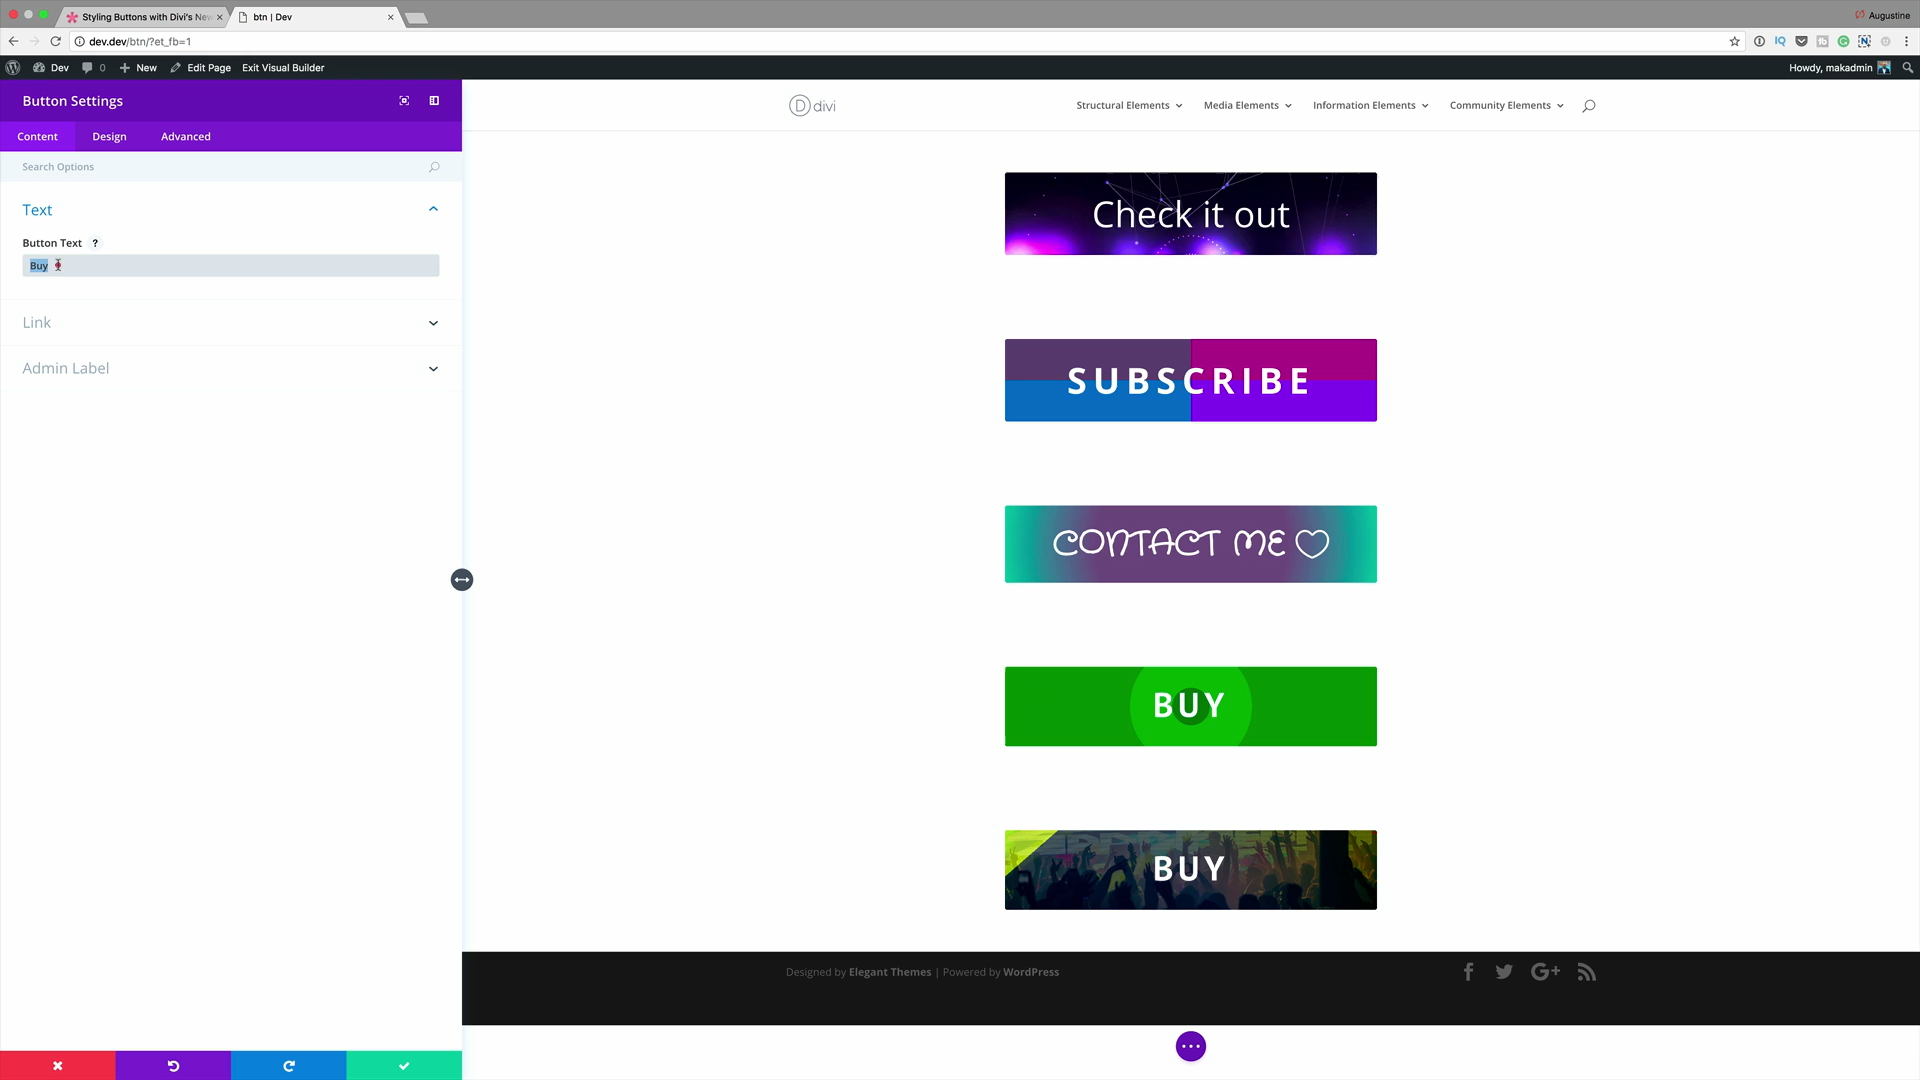 Styling Buttons with Divi's New
btn | Dev
Augustine
dev.dev/btn/?et_fb=1
Dev
0
New
Edit Page
Exit Visual Builder
Howdy, makadmin
Button Settings
Content
Design
Advanced
Search Options
Text
Button Text ?
Buy
Link
Admin Label
D divi
Structural Elements
Media Elements
Information Elements
Community Elements
Check it out
SUBSCRIBE
CONTACT ME
BUY
BUY
Designed by Elegant Themes | Powered by WordPress